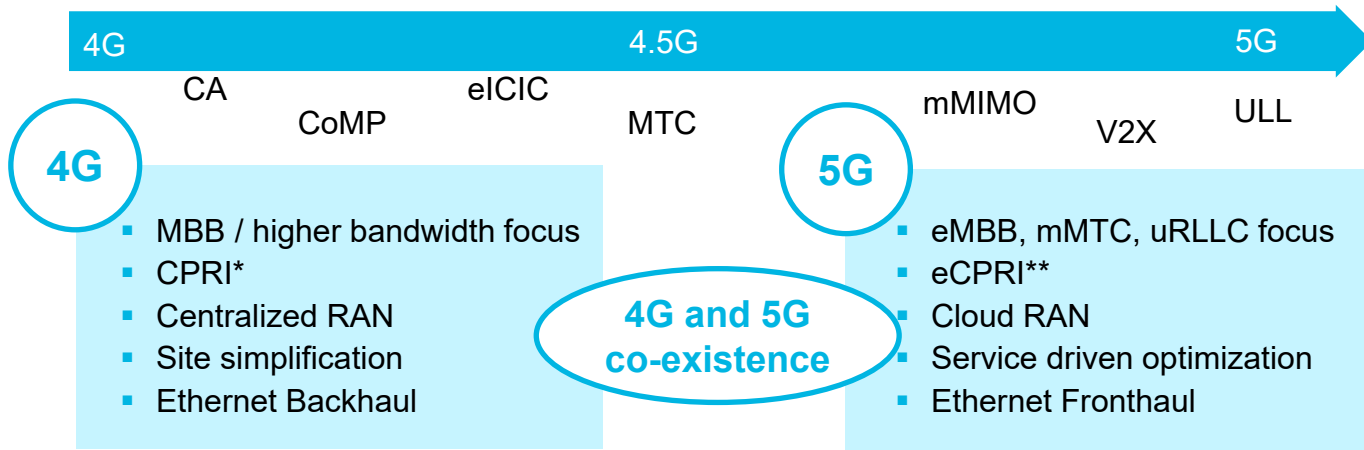 4G 4.5G 5G
CA CoMP eICIC MTC mMIMO V2X ULL
4G
▪ MBB / higher bandwidth focus
▪ CPRI*
▪ Centralized RAN
▪ Site simplification
▪ Ethernet Backhaul
4G and 5G
co-existence
5G
▪ eMBB, mMTC, uRLLC focus
▪ eCPRI**
▪ Cloud RAN
▪ Service driven optimization
▪ Ethernet Fronthaul